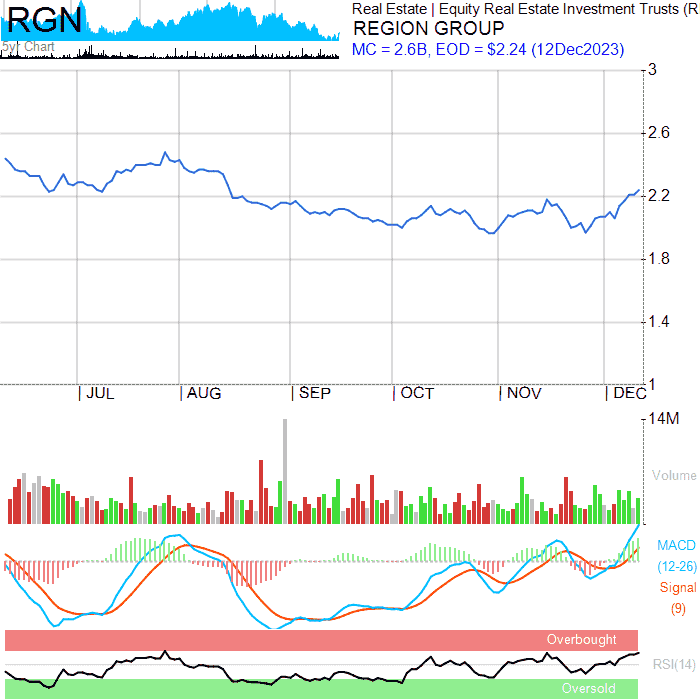 RGN
5yr Chart
Real Estate | Equity Real Estate Investment Trusts (R
REGION GROUP
MC = 2.6B, EOD = $2.24 (12Dec2023)
3
2.6
2.2
1.8
1.4
1
JUL
AUG
SEP
OCT
NOV
DEC
14M
Volume
MACD
(12-26)
Signal
(9)
Overbought
RSI(14)
Oversold